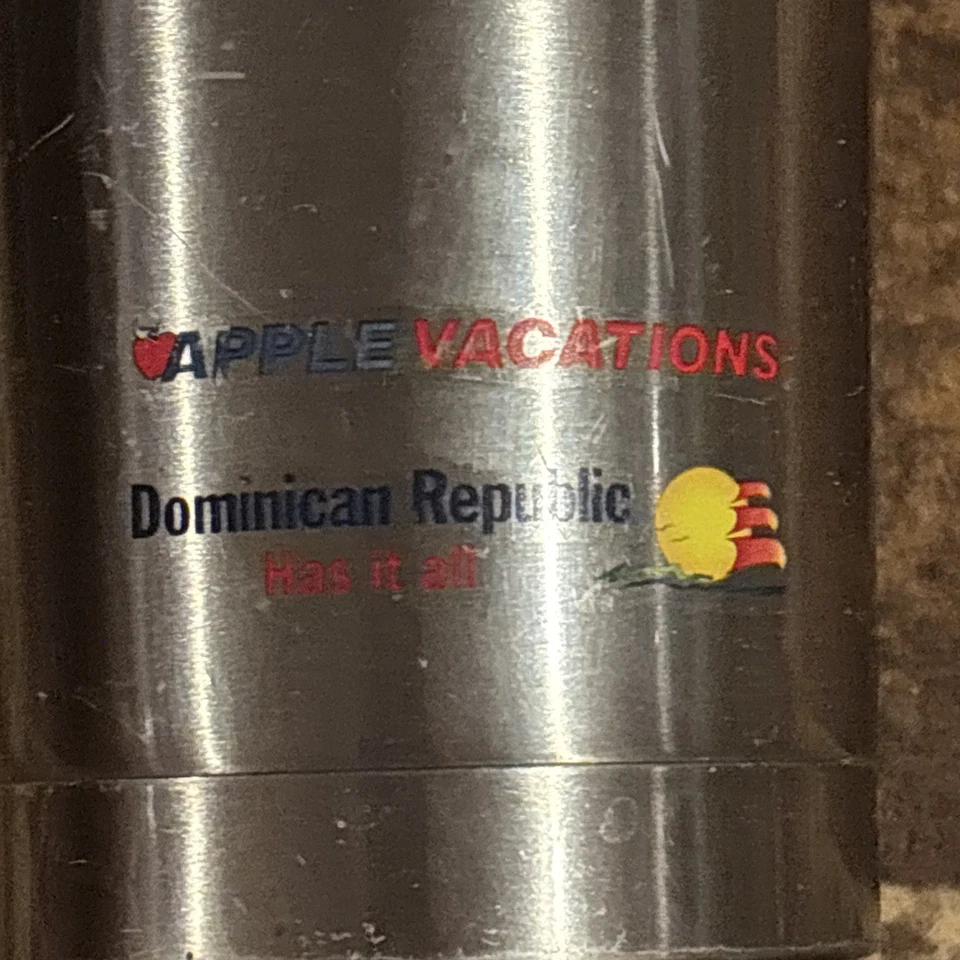 APPLE VACATIONS
Dominican Republic
Has it all